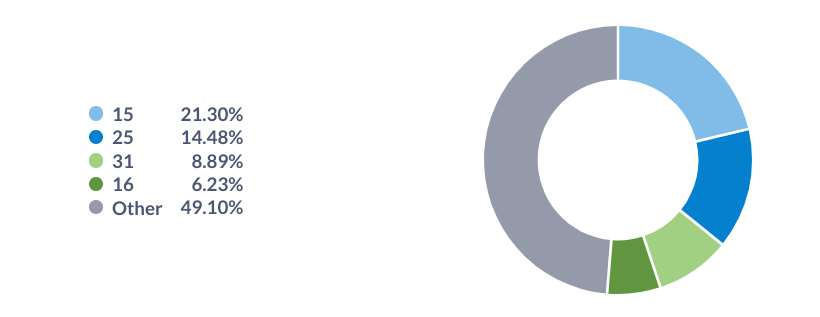 15 21.30%
25 14.48%
31 8.89%
16 6.23%
Other 49.10%